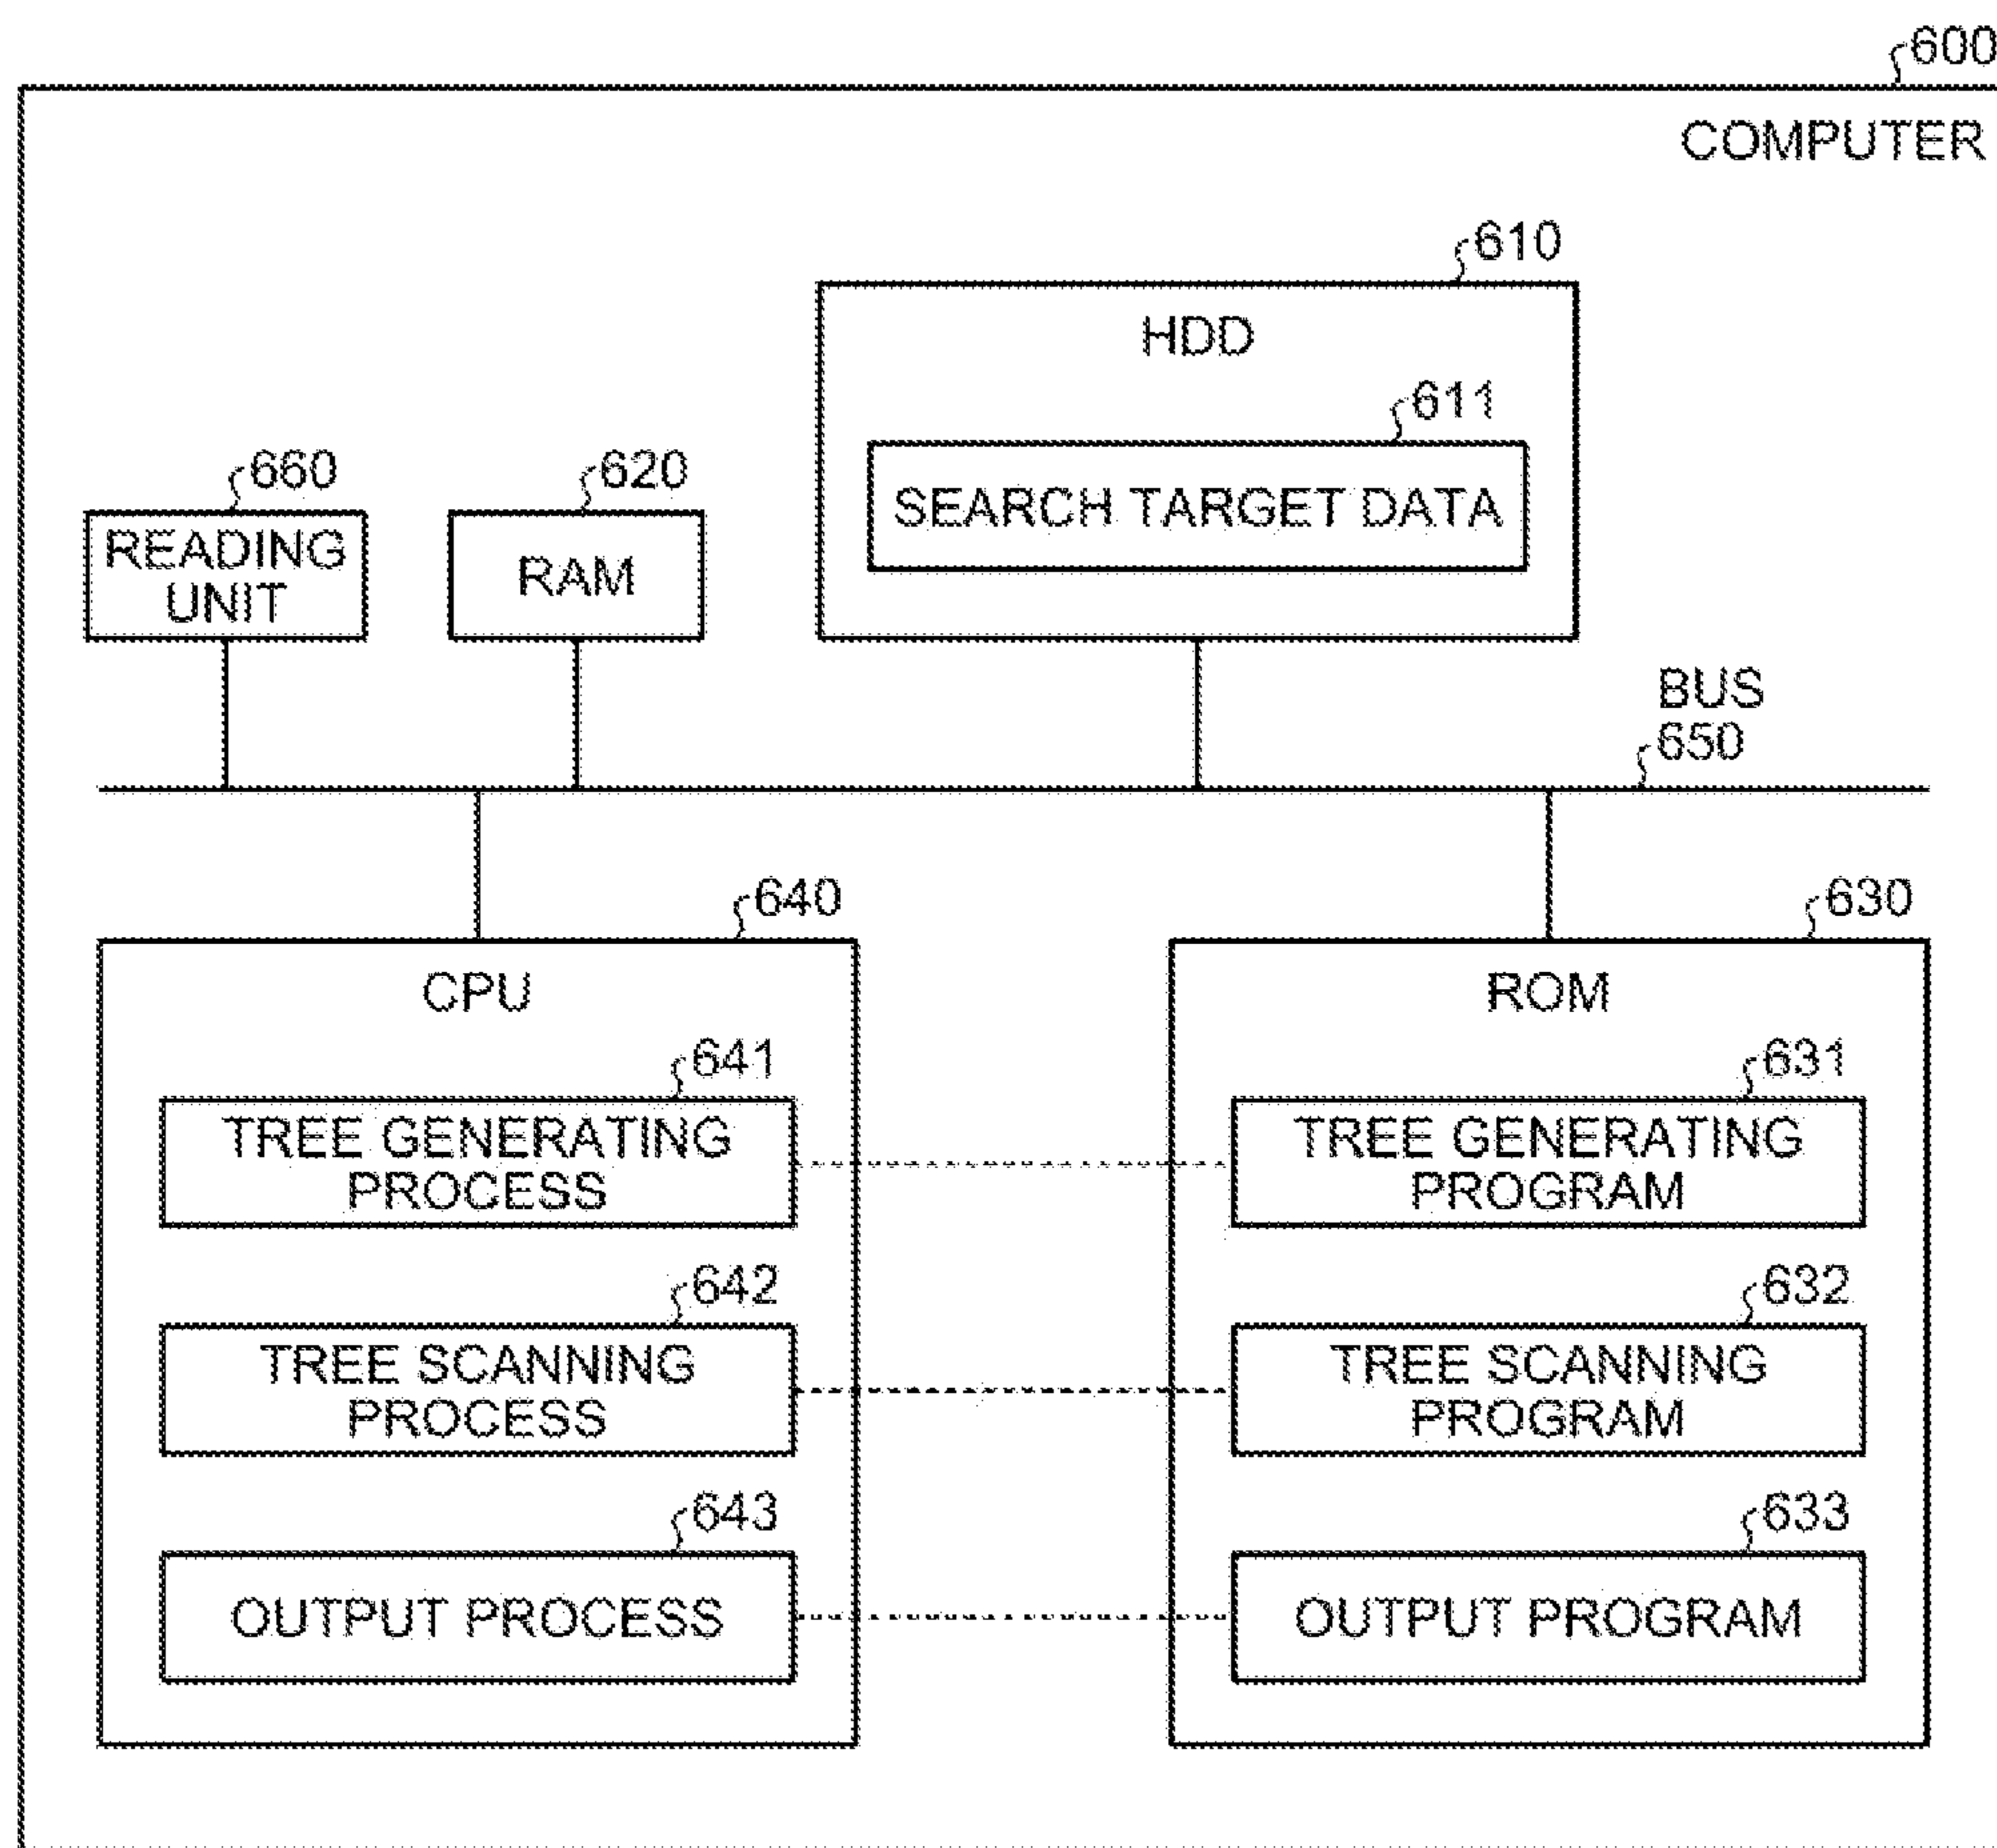 600
COMPUTER
610
HDD
611
SEARCH TARGET DATA
660
READING
UNIT
620
RAM
BUS
650
640
CPU
641
TREE GENERATING
PROCESS
642
TREE SCANNING
PROCESS
643
OUTPUT PROCESS
630
ROM
631
TREE GENERATING
PROGRAM
632
TREE SCANNING
PROGRAM
633
OUTPUT PROGRAM